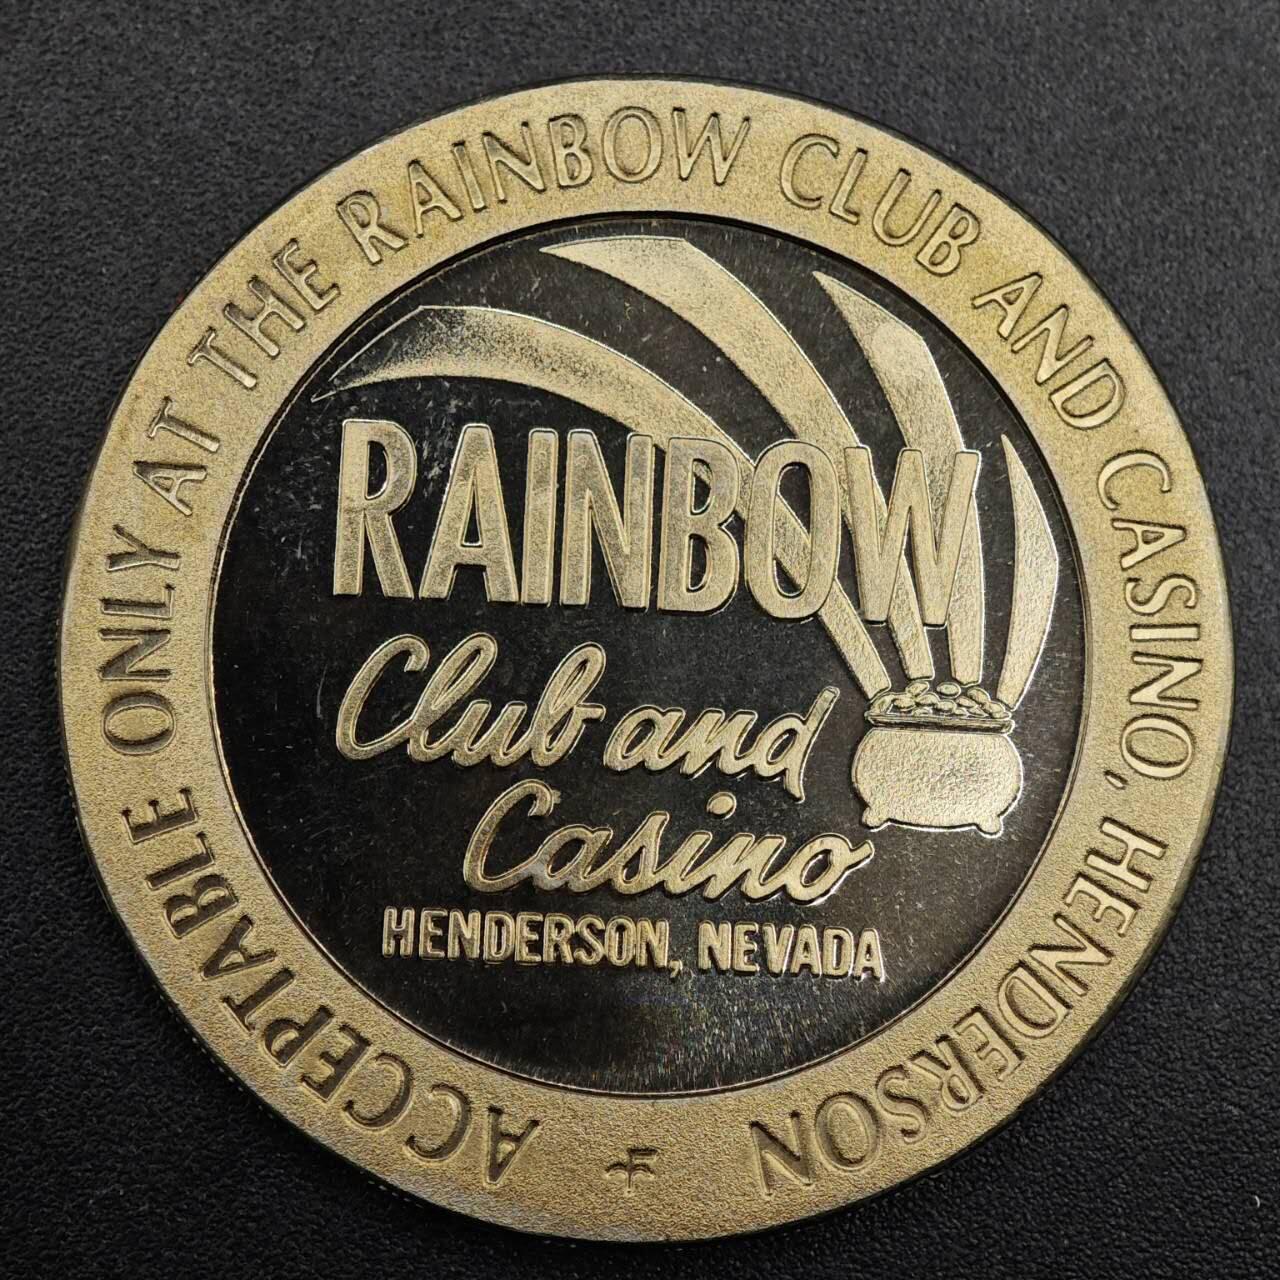 ACCEPTABLE ONLY AT THE RAINBOW CLUB AND CASINO, HENDERSON
RAINBOW
Club and
Casino
HENDERSON, NEVADA